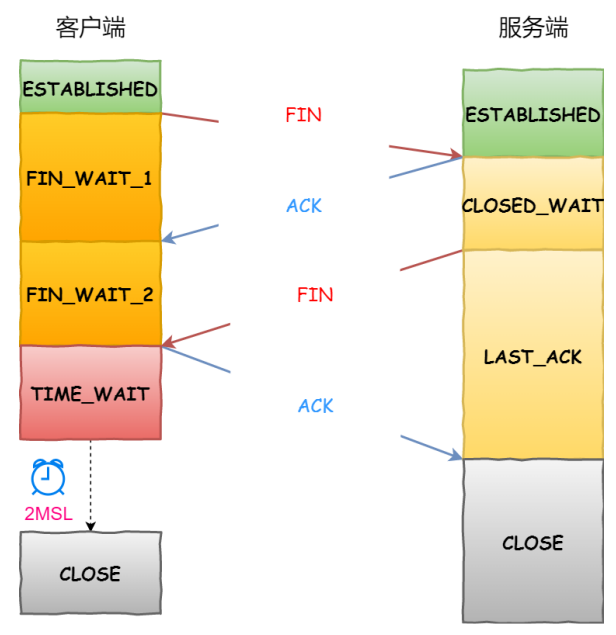 客户端
服务端
ESTABLISHED
FIN
ESTABLISHED
FIN_WAIT_1
ACK
CLOSED_WAIT
FIN_WAIT_2
FIN
LAST_ACK
TIME_WAIT
ACK
2MSL
CLOSE
CLOSE